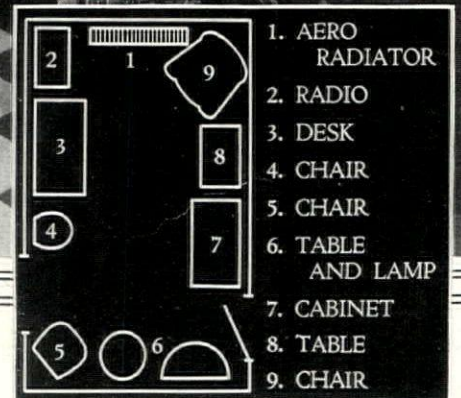 1. AERO
RADIATOR
2. RADIO
3. DESK
4. CHAIR
5. CHAIR
6. TABLE
AND LAMP
7. CABINET
8. TABLE
9. CHAIR
1
2
9
3
8
4
7
5
6